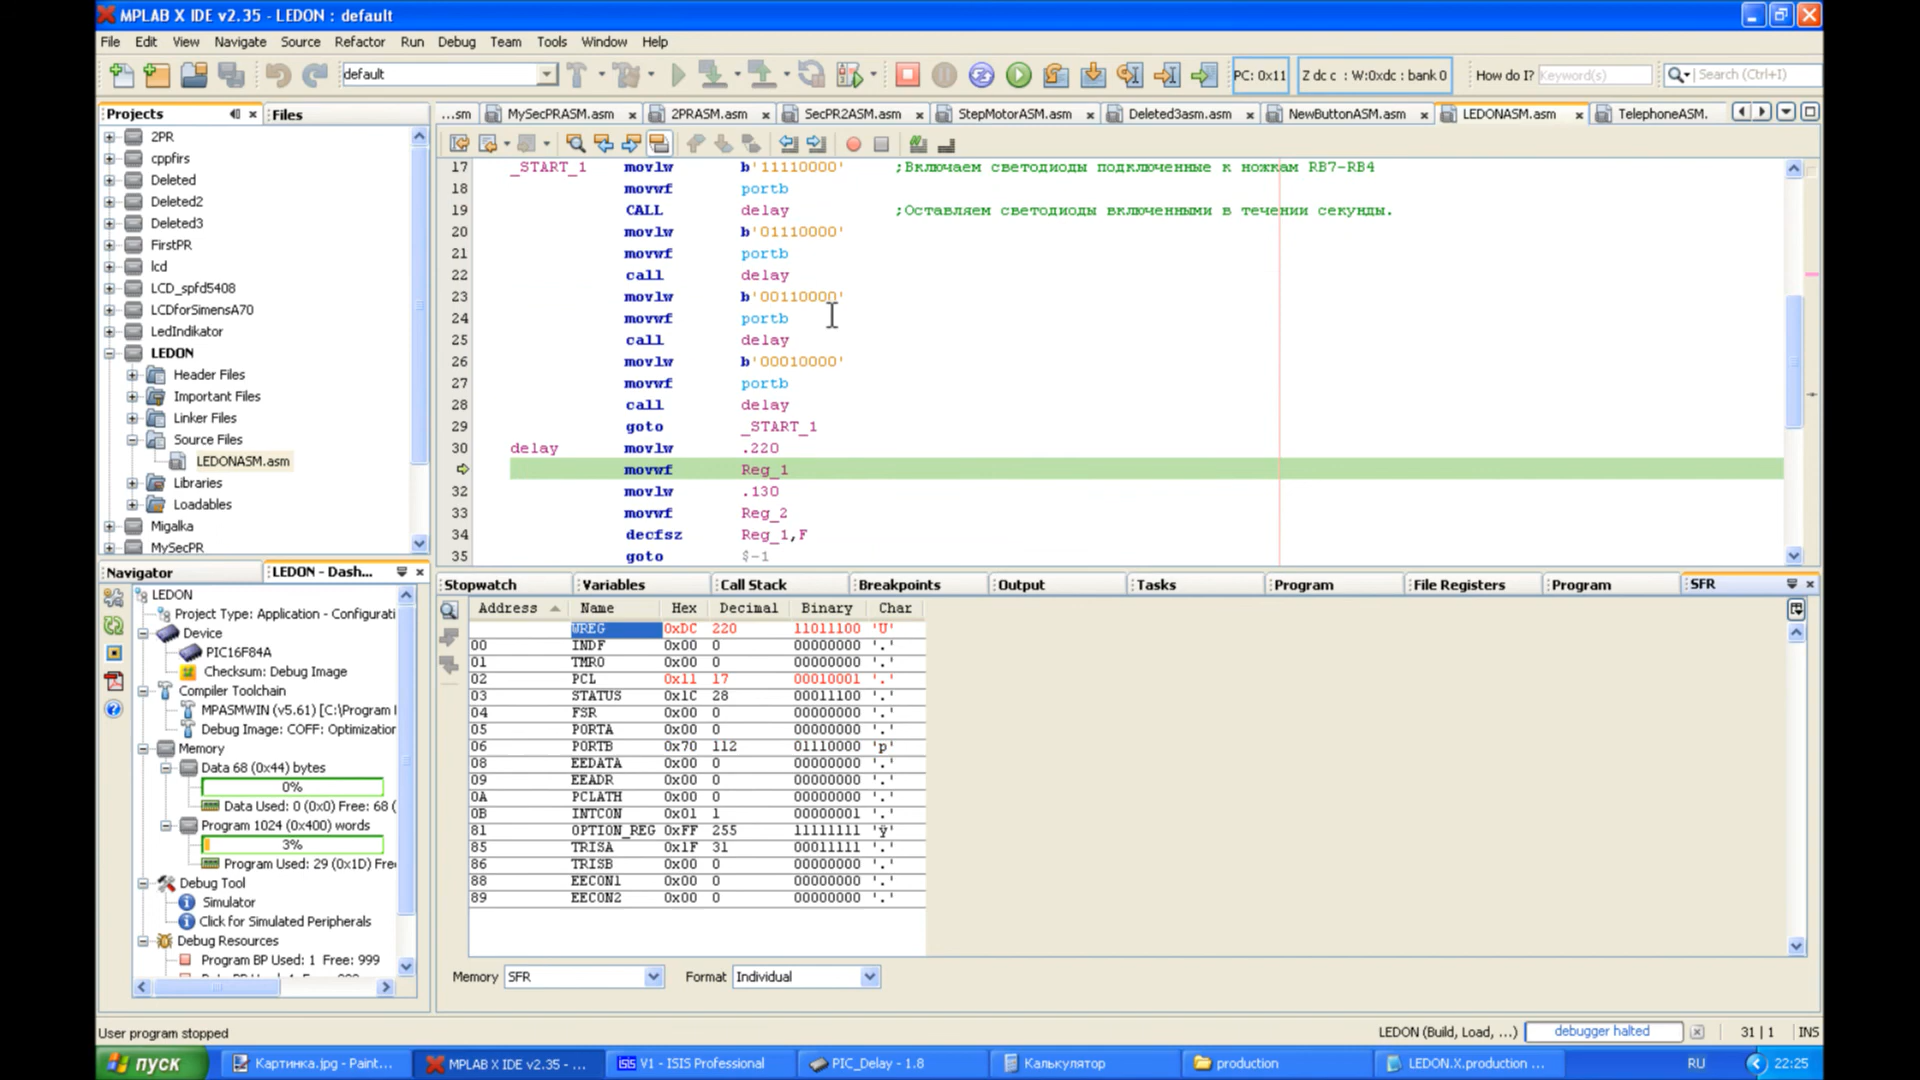 MPLAB X IDE v2.35 - LEDON : default
File Edit View Navigate Source Refactor Run Debug Team Tools Window Help
default PC: 0x11 Z dc c : W:0xdc : bank 0 How do I? Keyword(s) Search (Ctrl+I)
Projects Files
...sm MySecPRASM.asm 2PRASM.asm SecPR2ASM.asm StepMotorASM.asm Deleted3asm.asm NewButtonASM.asm LEDONASM.asm TelephoneASM.
2PR
cppfirs
Deleted
Deleted2
Deleted3
FirstPR
lcd
LCD_spfd5408
LCDforSimensA70
LedIndikator
LEDON
Header Files
Important Files
Linker Files
Source Files
LEDONASM.asm
Libraries
Loadables
Migalka
MySecPR
17 _START_1 movlw b'11110000' ;Включаем светодиоды подключенные к ножкам RB7-RB4
18 movwf portb
19 CALL delay ;Оставляем светодиоды включенными в течении секунды.
20 movlw b'01110000'
21 movwf portb
22 call delay
23 movlw b'00110000'
24 movwf portb
25 call delay
26 movlw b'00010000'
27 movwf portb
28 call delay
29 goto _START_1
30 delay movlw .220
movwf Reg_1
32 movlw .130
33 movwf Reg_2
34 decfsz Reg_1,F
35 goto $-1
Navigator LEDON - Dash...
LEDON
Project Type: Application - Configurati
Device
PIC16F84A
Checksum: Debug Image
Compiler Toolchain
MPASMWIN (v5.61) [C:\Program
Debug Image: COFF: Optimization
Memory
Data 68 (0x44) bytes
0%
Data Used: 0 (0x0) Free: 68 (
Program 1024 (0x400) words
3%
Program Used: 29 (0x1D) Fre
Debug Tool
Simulator
Click for Simulated Peripherals
Debug Resources
Program BP Used: 1 Free: 999
Stopwatch Variables Call Stack Breakpoints Output Tasks Program File Registers Program SFR
Address Name Hex Decimal Binary Char
WREG 0xDC 220 11011100 'Ü'
00 INDF 0x00 0 00000000 '.'
01 TMR0 0x00 0 00000000 '.'
02 PCL 0x11 17 00010001 '.'
03 STATUS 0x1C 28 00011100 '.'
04 FSR 0x00 0 00000000 '.'
05 PORTA 0x00 0 00000000 '.'
06 PORTB 0x70 112 01110000 'p'
08 EEDATA 0x00 0 00000000 '.'
09 EEADR 0x00 0 00000000 '.'
0A PCLATH 0x00 0 00000000 '.'
0B INTCON 0x01 1 00000001 '.'
81 OPTION_REG 0xFF 255 11111111 'ÿ'
85 TRISA 0x1F 31 00011111 '.'
86 TRISB 0x00 0 00000000 '.'
88 EECON1 0x00 0 00000000 '.'
89 EECON2 0x00 0 00000000 '.'
Memory SFR Format Individual
User program stopped LEDON (Build, Load, ...) debugger halted 31 | 1 INS
пуск Картинка.jpg - Paint... MPLAB X IDE v2.35 - ... ISIS V1 - ISIS Professional PIC_Delay - 1.8 Калькулятор production LEDON.X.production ... RU 22:25